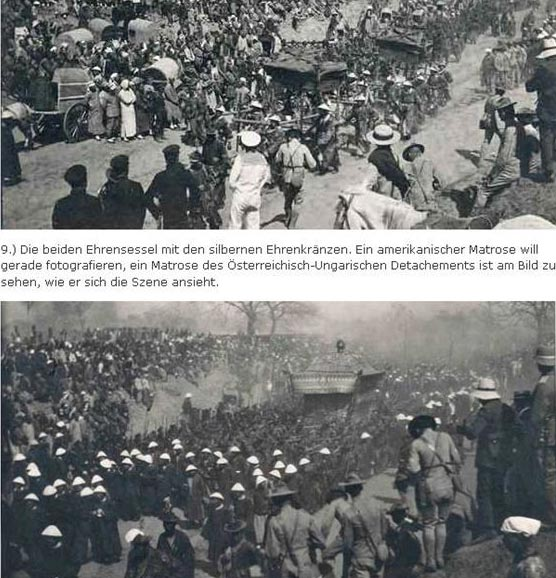 9.) Die beiden Ehrensessel mit den silbernen Ehrenkränzen. Ein amerikanischer Matrose will
gerade fotografieren, ein Matrose des Österreichisch-Ungarischen Detachements ist am Bild zu
sehen, wie er sich die Szene ansieht.